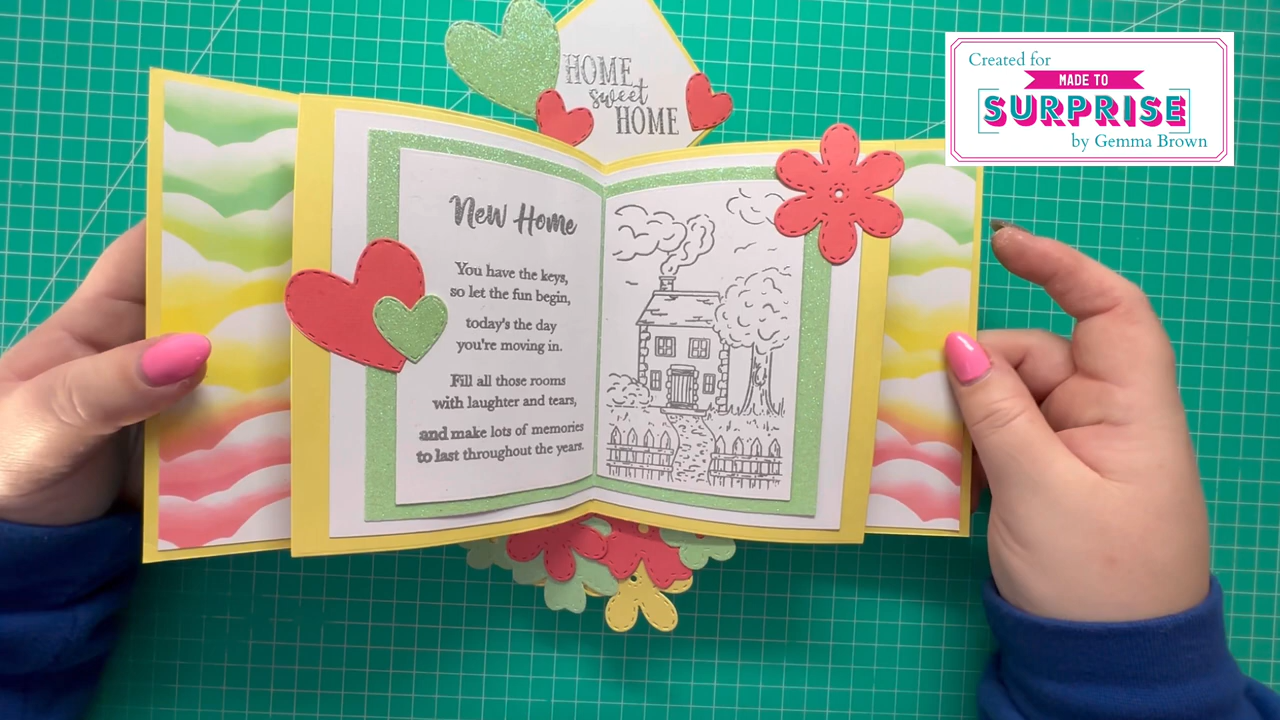 HOME
sweet
HOME
Created for
MADE TO
SURPRISE
by Gemma Brown
New Home
You have the keys,
so let the fun begin,
today's the day
you're moving in.
Fill all those rooms
with laughter and tears,
and make lots of memories
to last throughout the years.